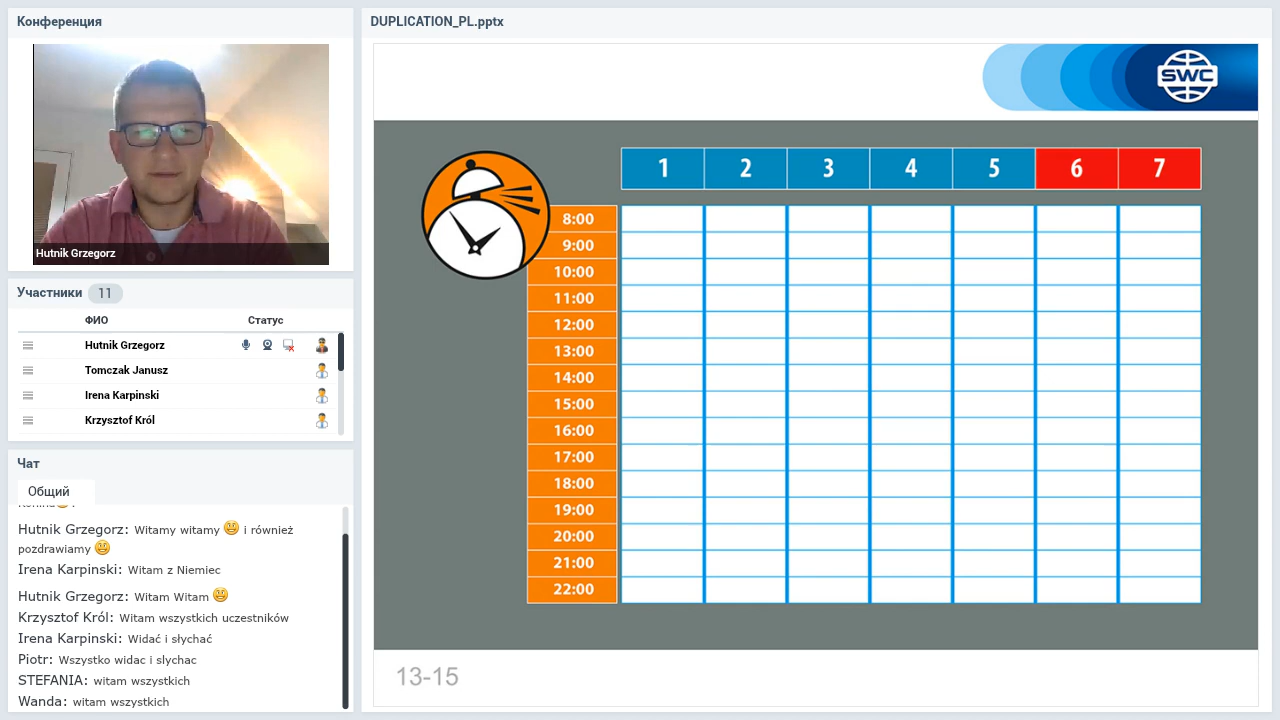 Конференция
Hutnik Grzegorz
Участники 11
ФИО Статус
Hutnik Grzegorz
Tomczak Janusz
Irena Karpinski
Krzysztof Król
Чат
Общий
Hutnik Grzegorz: Witamy witamy i również
pozdrawiamy
Irena Karpinski: Witam z Niemiec
Hutnik Grzegorz: Witam Witam
Krzysztof Król: Witam wszystkich uczestników
Irena Karpinski: Widać i słychać
Piotr: Wszystko widac i slychac
STEFANIA: witam wszystkich
Wanda: witam wszystkich
DUPLICATION_PL.pptx
SWC
1 2 3 4 5 6 7
8:00
9:00
10:00
11:00
12:00
13:00
14:00
15:00
16:00
17:00
18:00
19:00
20:00
21:00
22:00
13-15